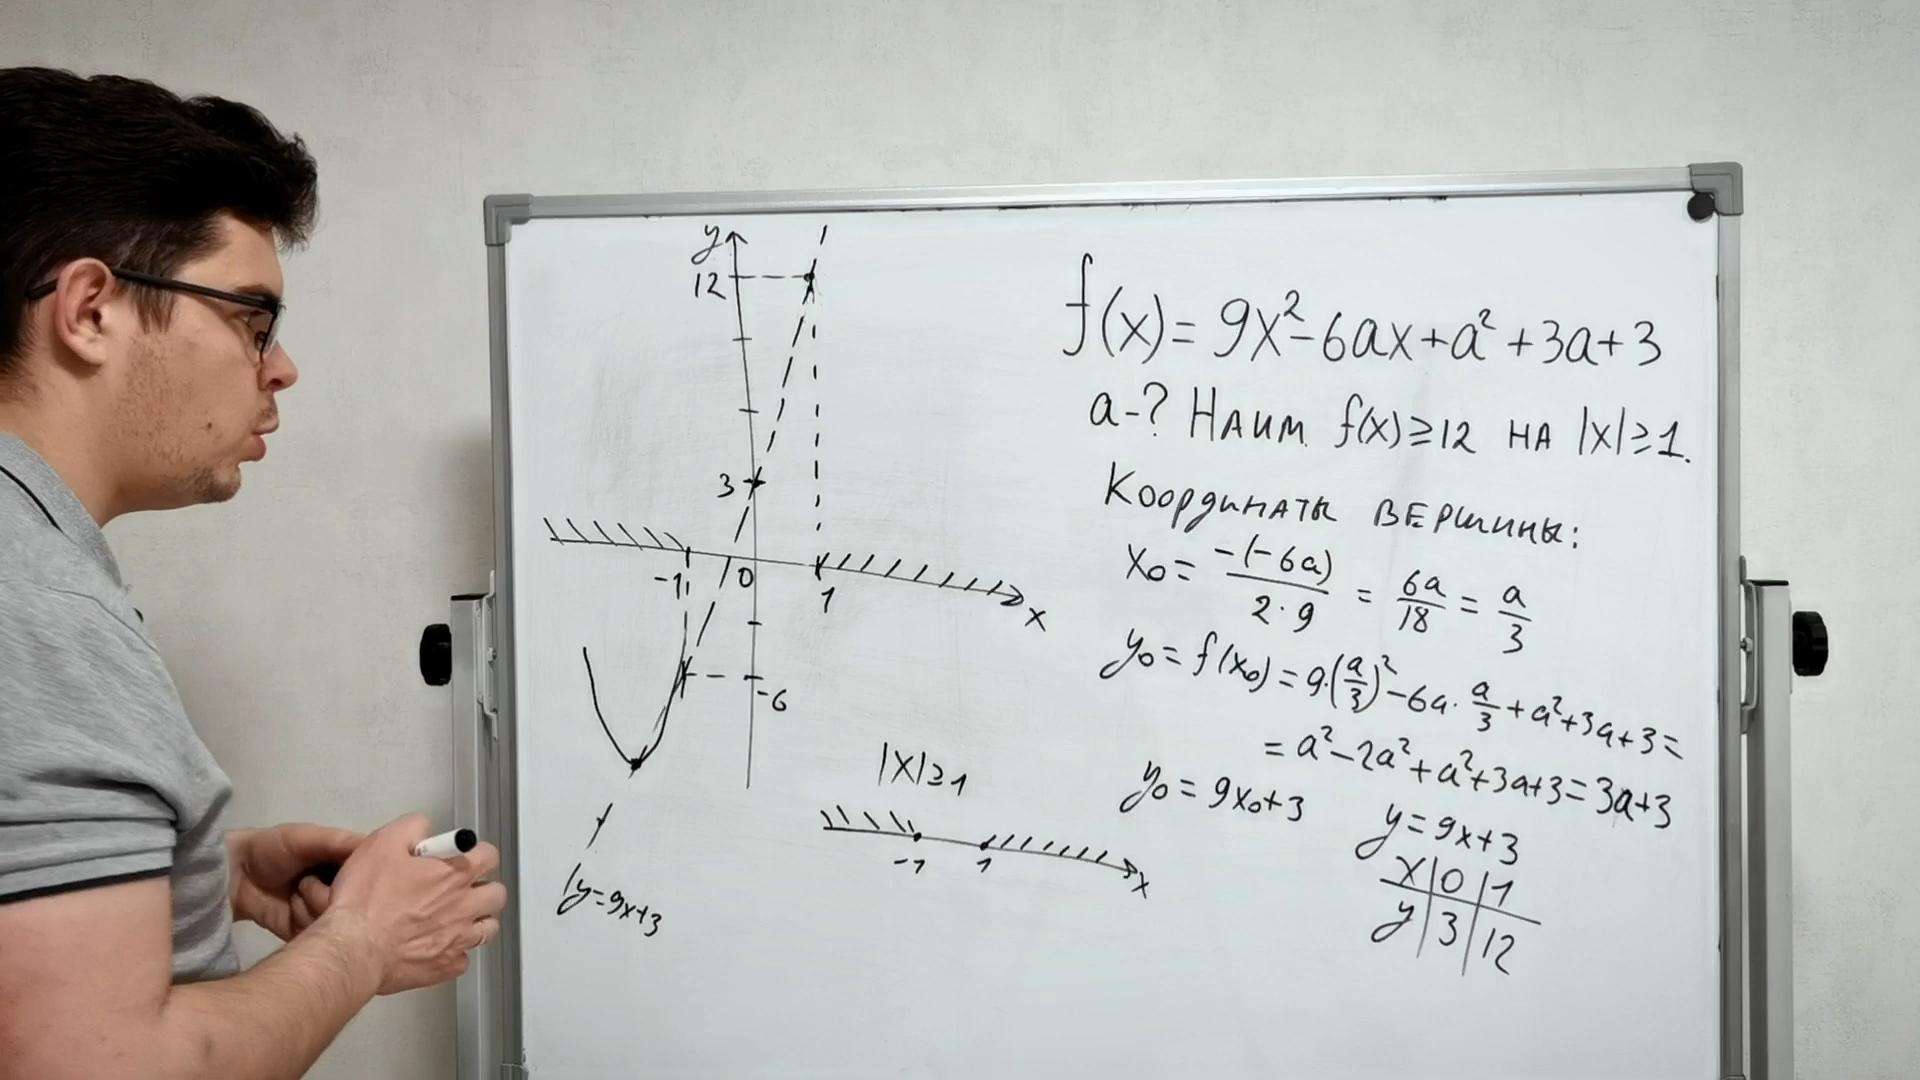 y
12
3
-1 0 1 x
-6
y=9x+3
|x|≥1
-1 1 x
f(x)=9x²-6ax+a²+3a+3
a-? Наим. f(x)≥12 на |x|≥1.
Координаты вершины:
x₀= -(-6a)/2·9 = 6a/18 = a/3
y₀=f(x₀)=9·(a/3)²-6a·a/3+a²+3a+3=
=a²-2a²+a²+3a+3=3a+3
y₀=9x₀+3
y=9x+3
x|0|1
y|3|12